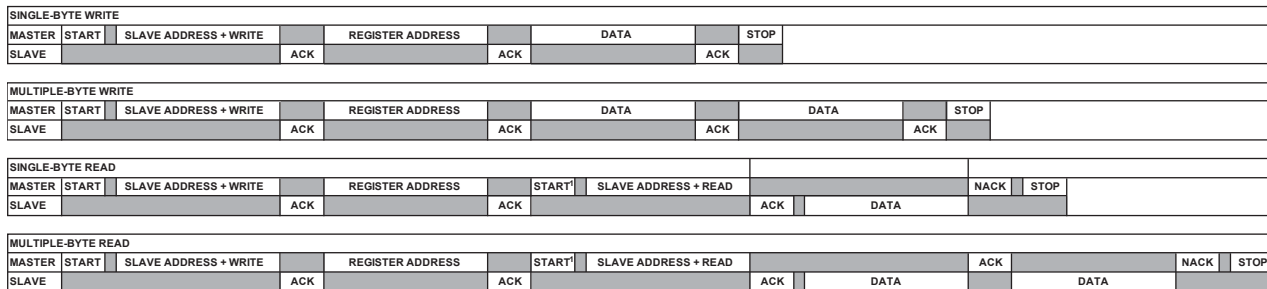 SINGLE-BYTE WRITE
MASTER START SLAVE ADDRESS + WRITE REGISTER ADDRESS DATA STOP
SLAVE ACK ACK ACK
MULTIPLE-BYTE WRITE
MASTER START SLAVE ADDRESS + WRITE REGISTER ADDRESS DATA DATA STOP
SLAVE ACK ACK ACK ACK
SINGLE-BYTE READ
MASTER START SLAVE ADDRESS + WRITE REGISTER ADDRESS START¹ SLAVE ADDRESS + READ NACK STOP
SLAVE ACK ACK ACK DATA
MULTIPLE-BYTE READ
MASTER START SLAVE ADDRESS + WRITE REGISTER ADDRESS START¹ SLAVE ADDRESS + READ ACK NACK STOP
SLAVE ACK ACK ACK DATA DATA